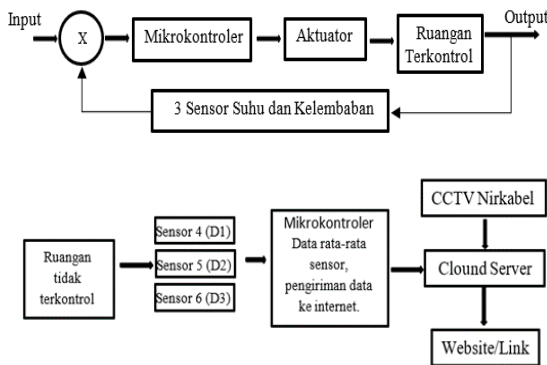 Input
X
Mikrokontroler
Aktuator
Ruangan
Terkontrol
Output
3 Sensor Suhu dan Kelembaban
CCTV Nirkabel
Ruangan
tidak
terkontrol
Sensor 4 (D1)
Sensor 5 (D2)
Sensor 6 (D3)
Mikrokontroler
Data rata-rata
sensor,
pengiriman data
ke internet.
Clound Server
Website/Link